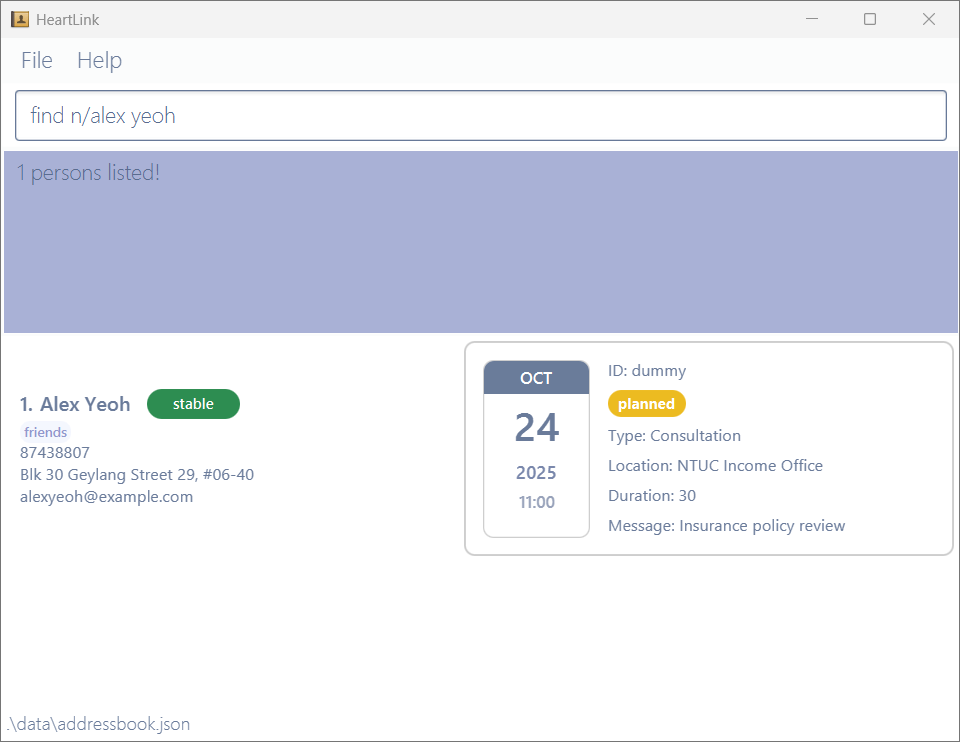 HeartLink
File Help
find n/alex yeoh
1 persons listed!
1. Alex Yeoh stable
friends
87438807
Blk 30 Geylang Street 29, #06-40
alexyeoh@example.com
OCT
24
2025
11:00
ID: dummy
planned
Type: Consultation
Location: NTUC Income Office
Duration: 30
Message: Insurance policy review
.\data\addressbook.json